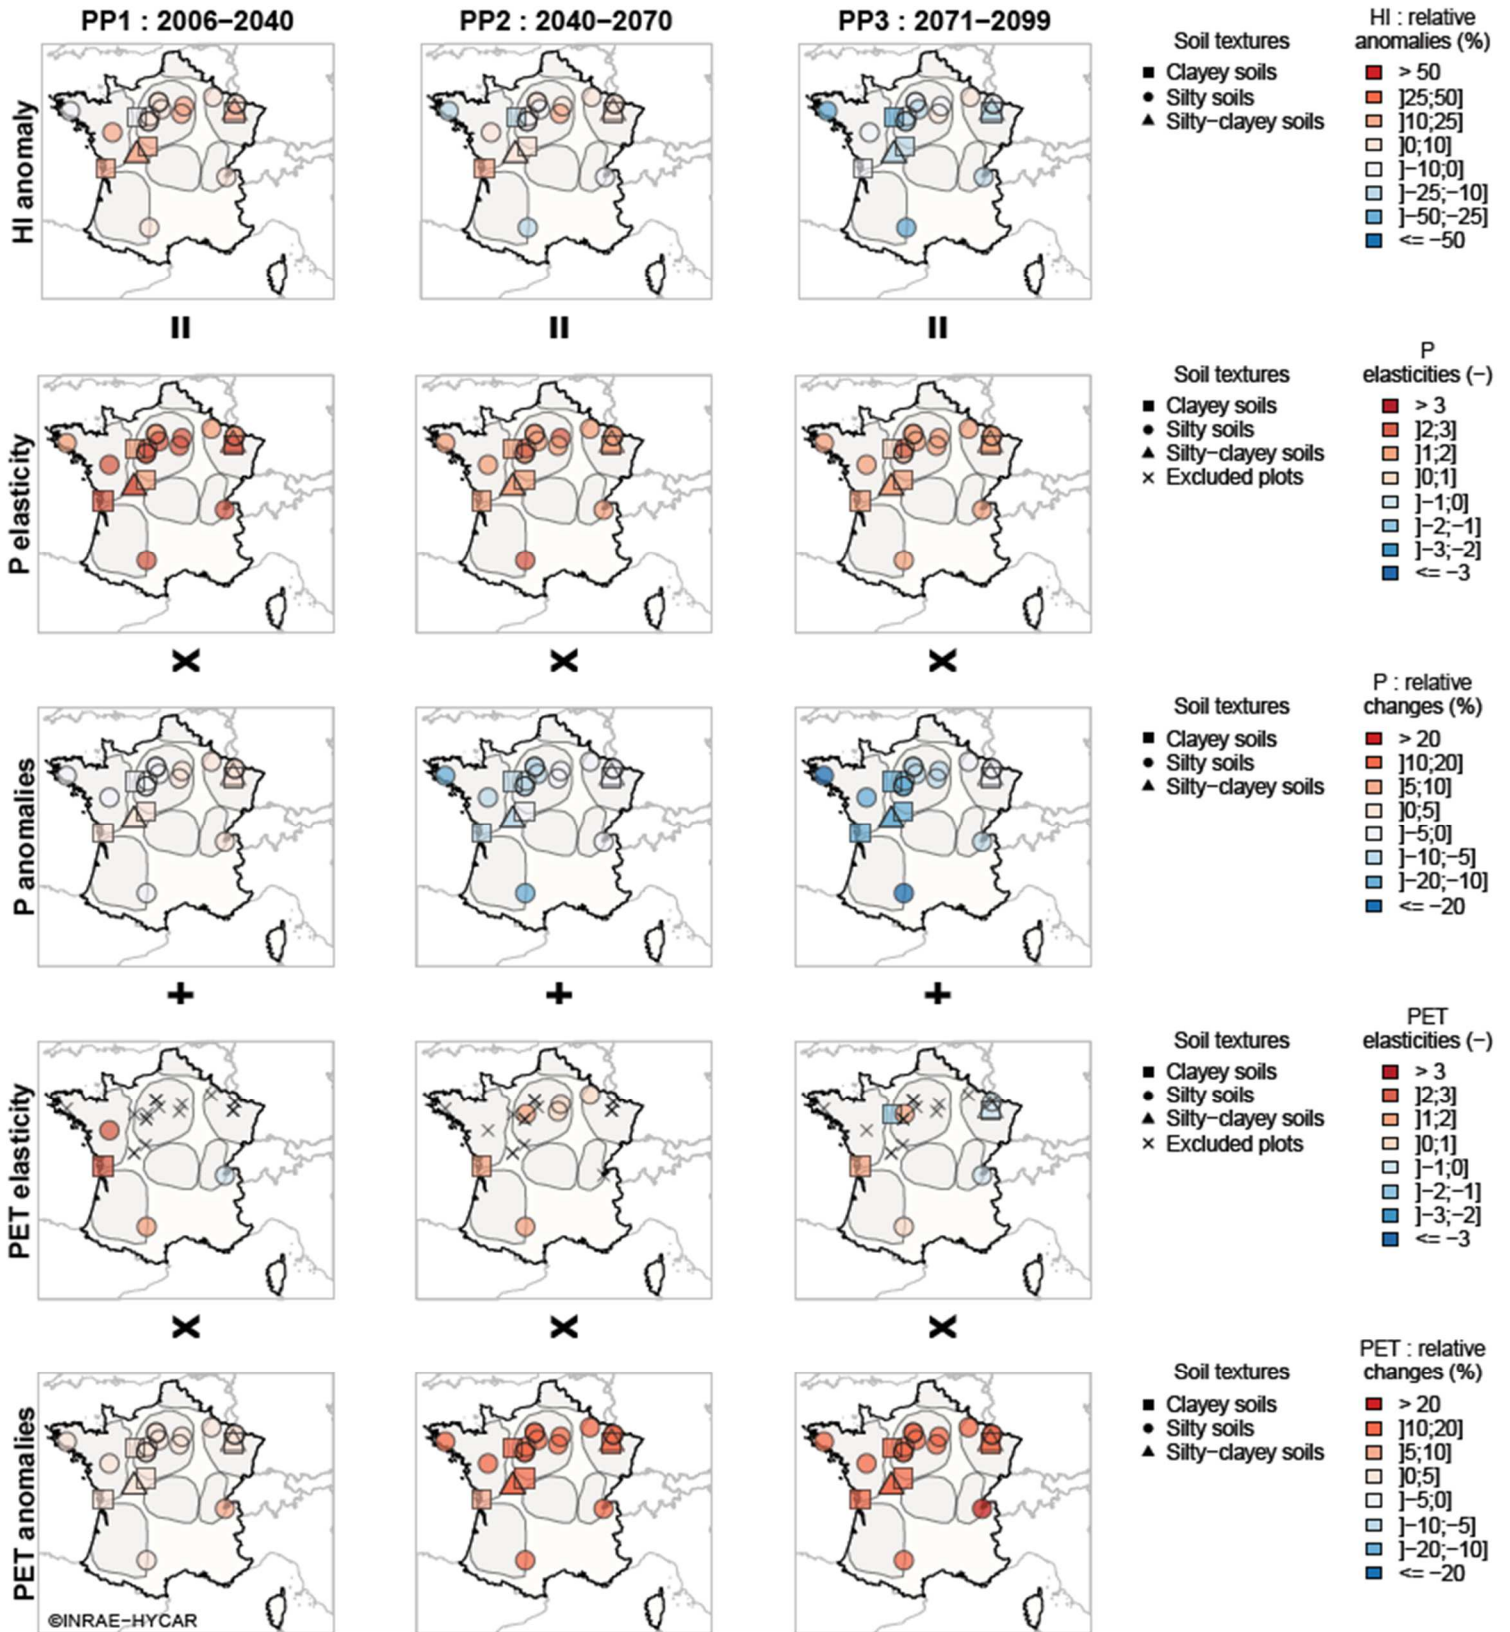 PP1 : 2006−2040
PP2 : 2040−2070
PP3 : 2071−2099
HI anomaly
Soil textures
Clayey soils
Silty soils
Silty−clayey soils
HI : relative
anomalies (%)
> 50
]25;50]
]10;25]
]0;10]
]−10;0]
]−25;−10]
]−50;−25]
<= −50
= = =
P elasticity
Soil textures
Clayey soils
Silty soils
Silty−clayey soils
Excluded plots
P
elasticities (−)
> 3
]2;3]
]1;2]
]0;1]
]−1;0]
]−2;−1]
]−3;−2]
<= −3
x x x
P anomalies
Soil textures
Clayey soils
Silty soils
Silty−clayey soils
P : relative
changes (%)
> 20
]10;20]
]5;10]
]0;5]
]−5;0]
]−10;−5]
]−20;−10]
<= −20
+ + +
PET elasticity
Soil textures
Clayey soils
Silty soils
Silty−clayey soils
Excluded plots
PET
elasticities (−)
> 3
]2;3]
]1;2]
]0;1]
]−1;0]
]−2;−1]
]−3;−2]
<= −3
x x x
PET anomalies
Soil textures
Clayey soils
Silty soils
Silty−clayey soils
PET : relative
changes (%)
> 20
]10;20]
]5;10]
]0;5]
]−5;0]
]−10;−5]
]−20;−10]
<= −20
©INRAE−HYCAR